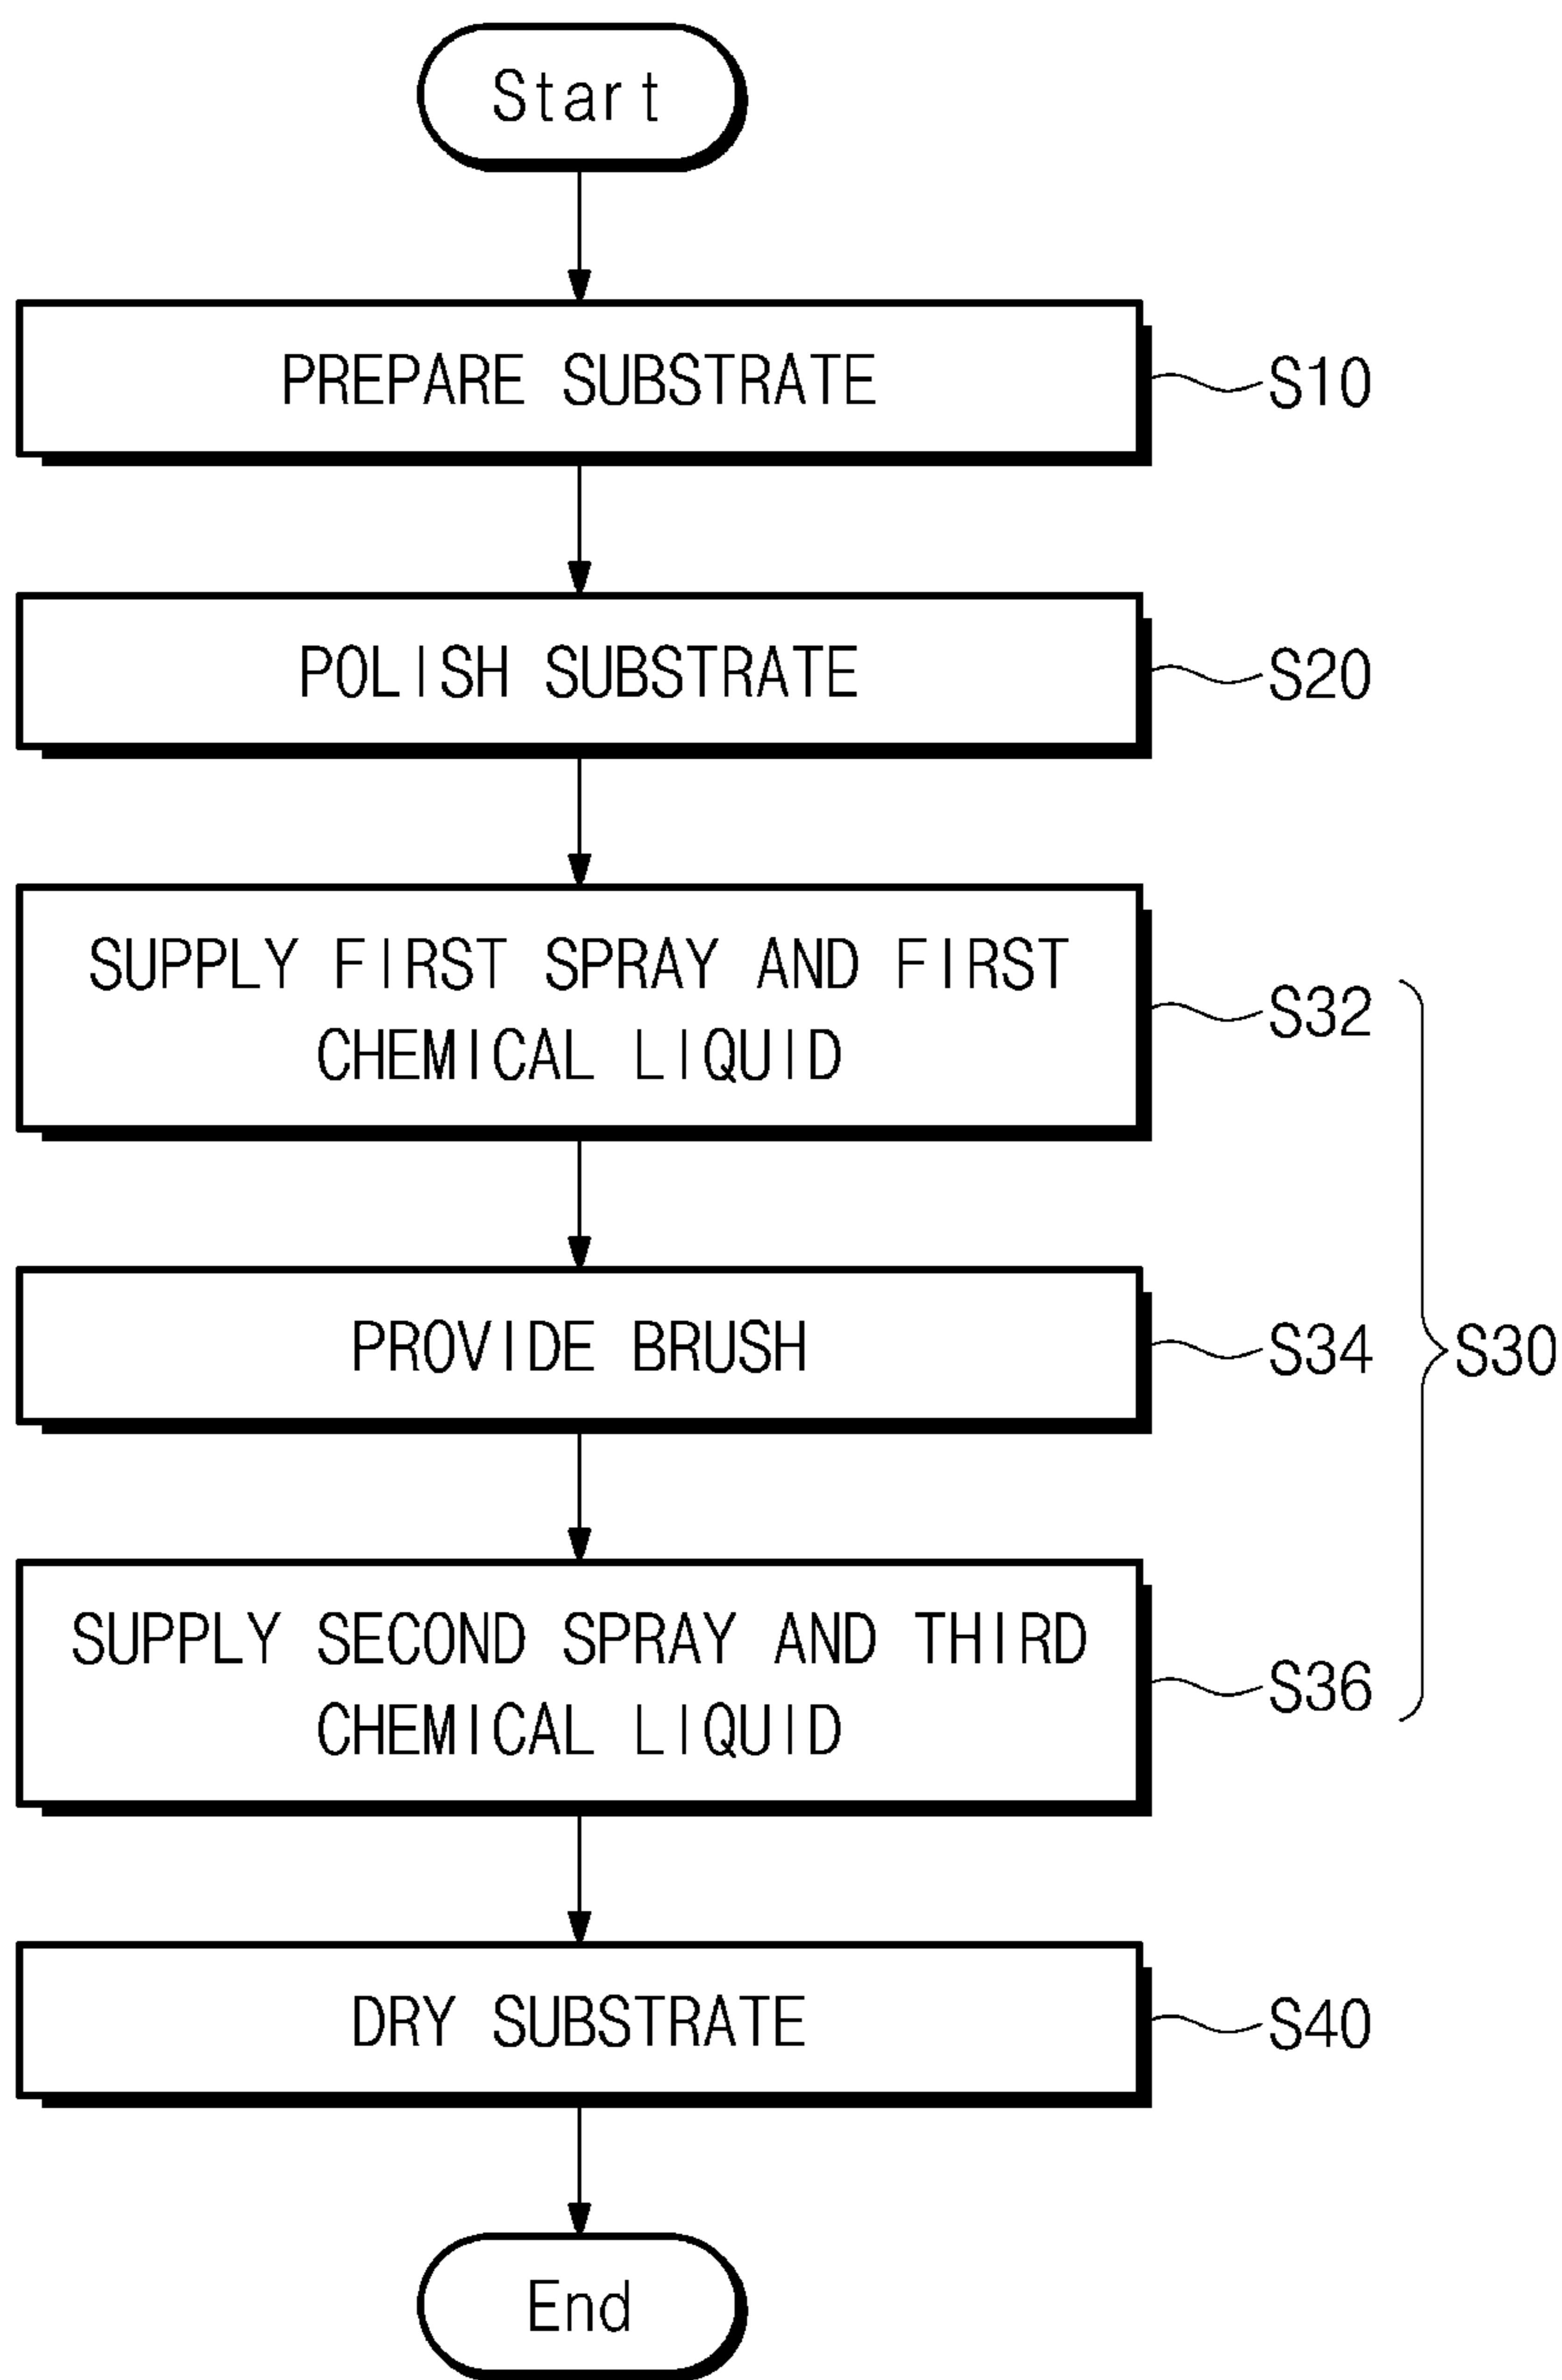 Start
PREPARE SUBSTRATE
S10
POLISH SUBSTRATE
S20
SUPPLY FIRST SPRAY AND FIRST
CHEMICAL LIQUID
S32
PROVIDE BRUSH
S34
S30
SUPPLY SECOND SPRAY AND THIRD
CHEMICAL LIQUID
S36
DRY SUBSTRATE
S40
End